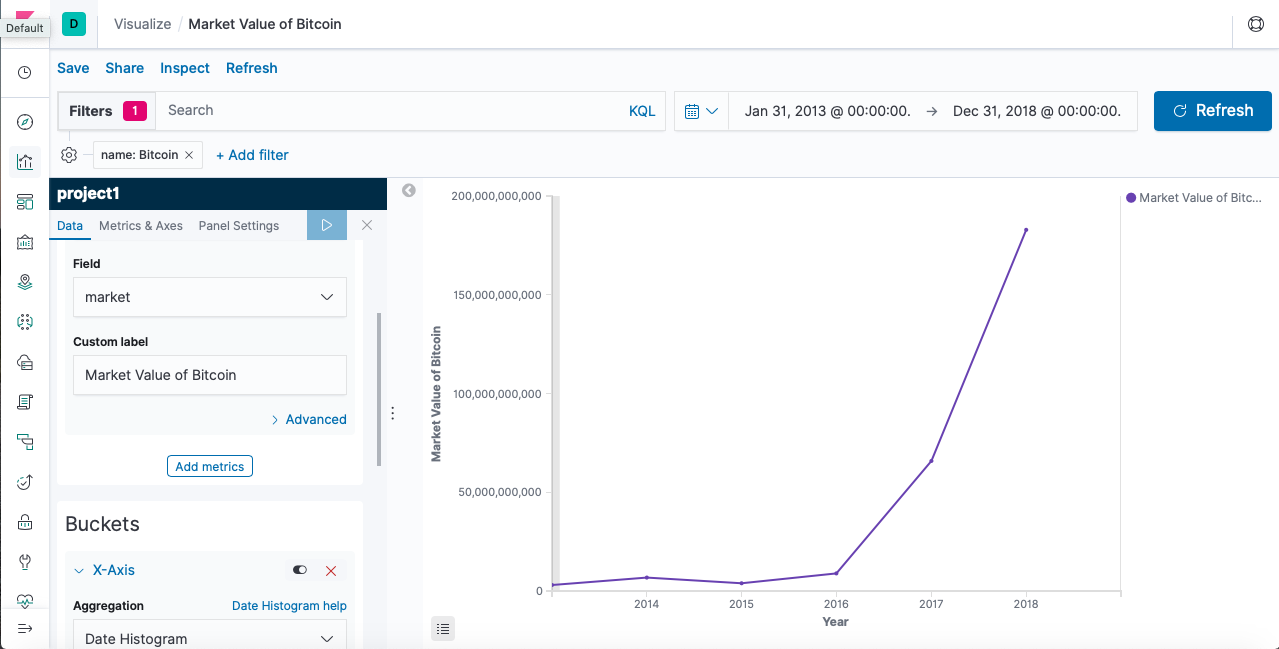 Default
D
Visualize / Market Value of Bitcoin
Save Share Inspect Refresh
Filters 1 Search KQL Jan 31, 2013 @ 00:00:00. → Dec 31, 2018 @ 00:00:00. Refresh
name: Bitcoin × + Add filter
project1
Data Metrics & Axes Panel Settings
Field
market
Custom label
Market Value of Bitcoin
Advanced
Add metrics
Buckets
X-Axis
Aggregation Date Histogram help
Date Histogram
Market Value of Bitcoin
200,000,000,000
150,000,000,000
100,000,000,000
50,000,000,000
0
2014 2015 2016 2017 2018
Year
Market Value of Bitc...